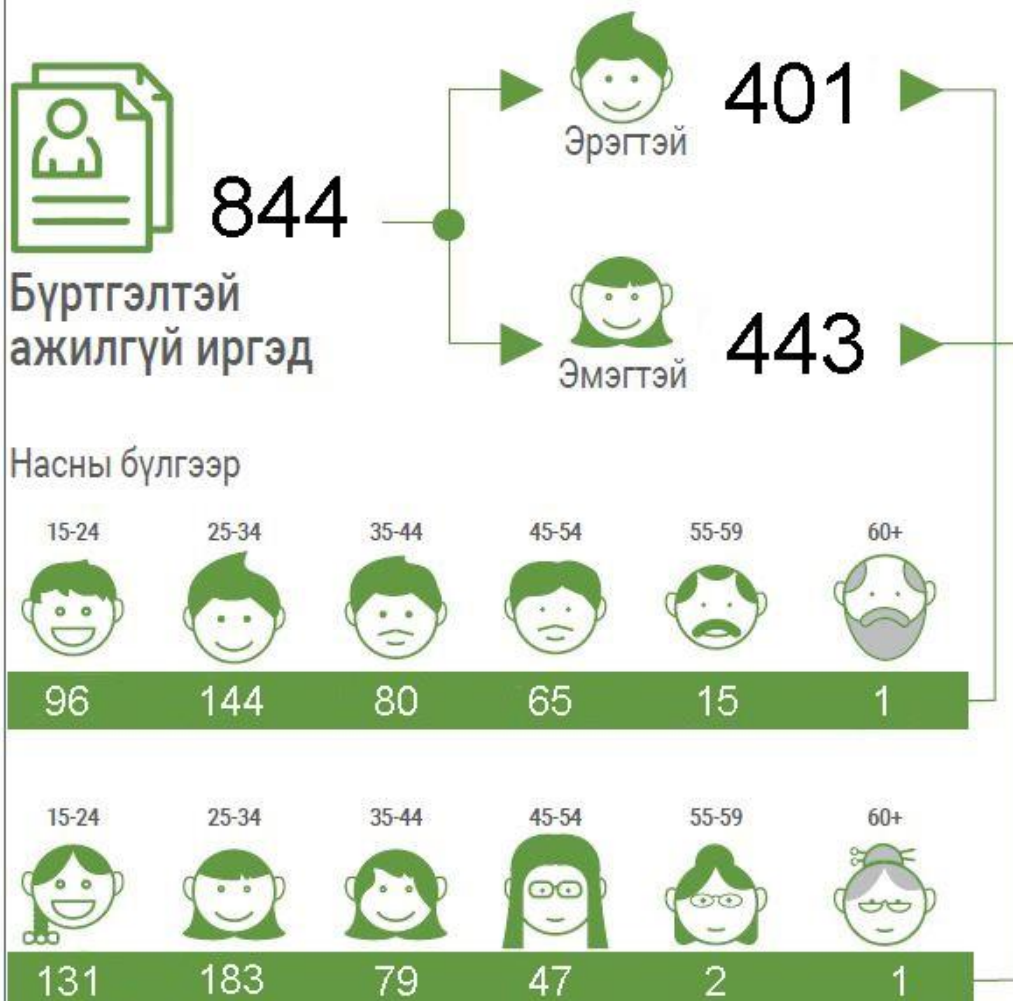 844
Бүртгэлтэй
ажилгүй иргэд
401
Эрэгтэй
443
Эмэгтэй
Насны бүлгээр
15-24 25-34 35-44 45-54 55-59 60+
96 144 80 65 15 1
15-24 25-34 35-44 45-54 55-59 60+
131 183 79 47 2 1